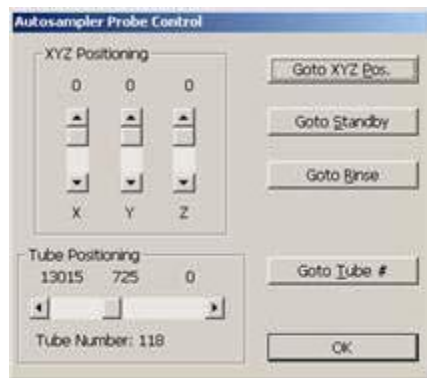 Autosampler Probe Control
XYZ Positioning
0 0 0
X Y Z
Goto XYZ Pos.
Goto Standby
Goto Rinse
Tube Positioning
13015 725 0
Tube Number: 118
Goto Tube #
OK